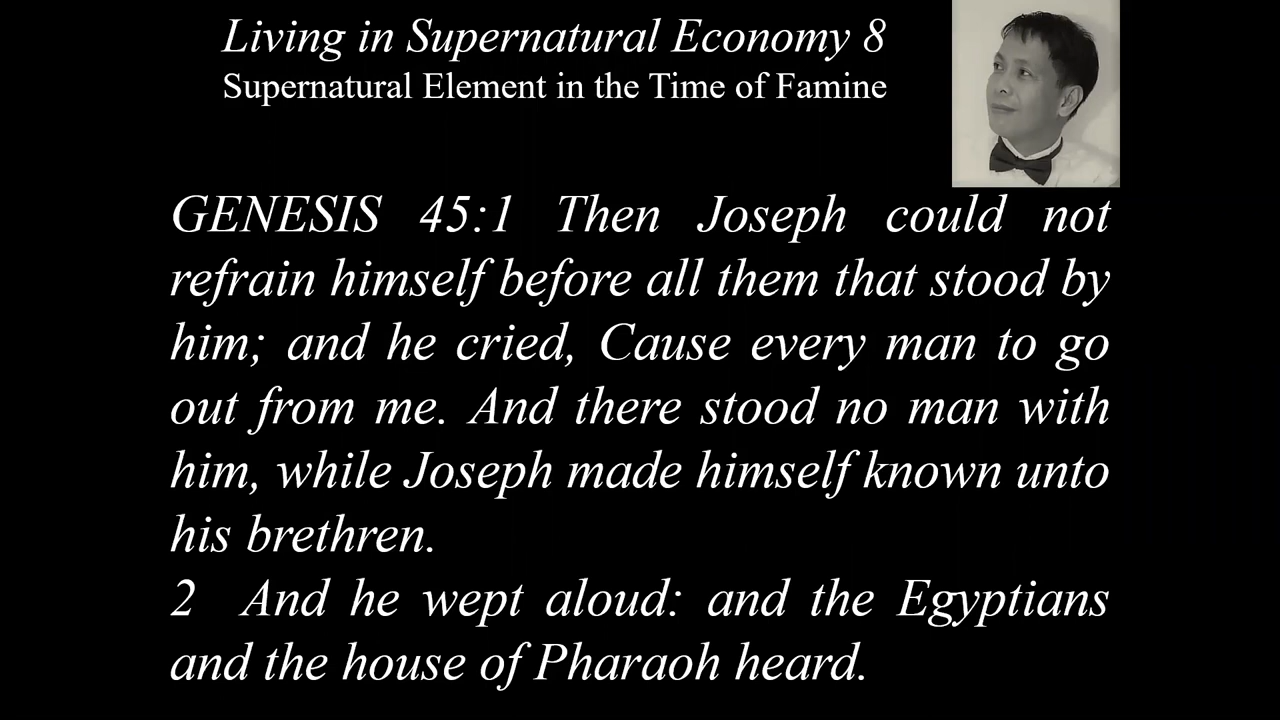 Living in Supernatural Economy 8
Supernatural Element in the Time of Famine
GENESIS 45:1 Then Joseph could not
refrain himself before all them that stood by
him; and he cried, Cause every man to go
out from me. And there stood no man with
him, while Joseph made himself known unto
his brethren.
2 And he wept aloud: and the Egyptians
and the house of Pharaoh heard.